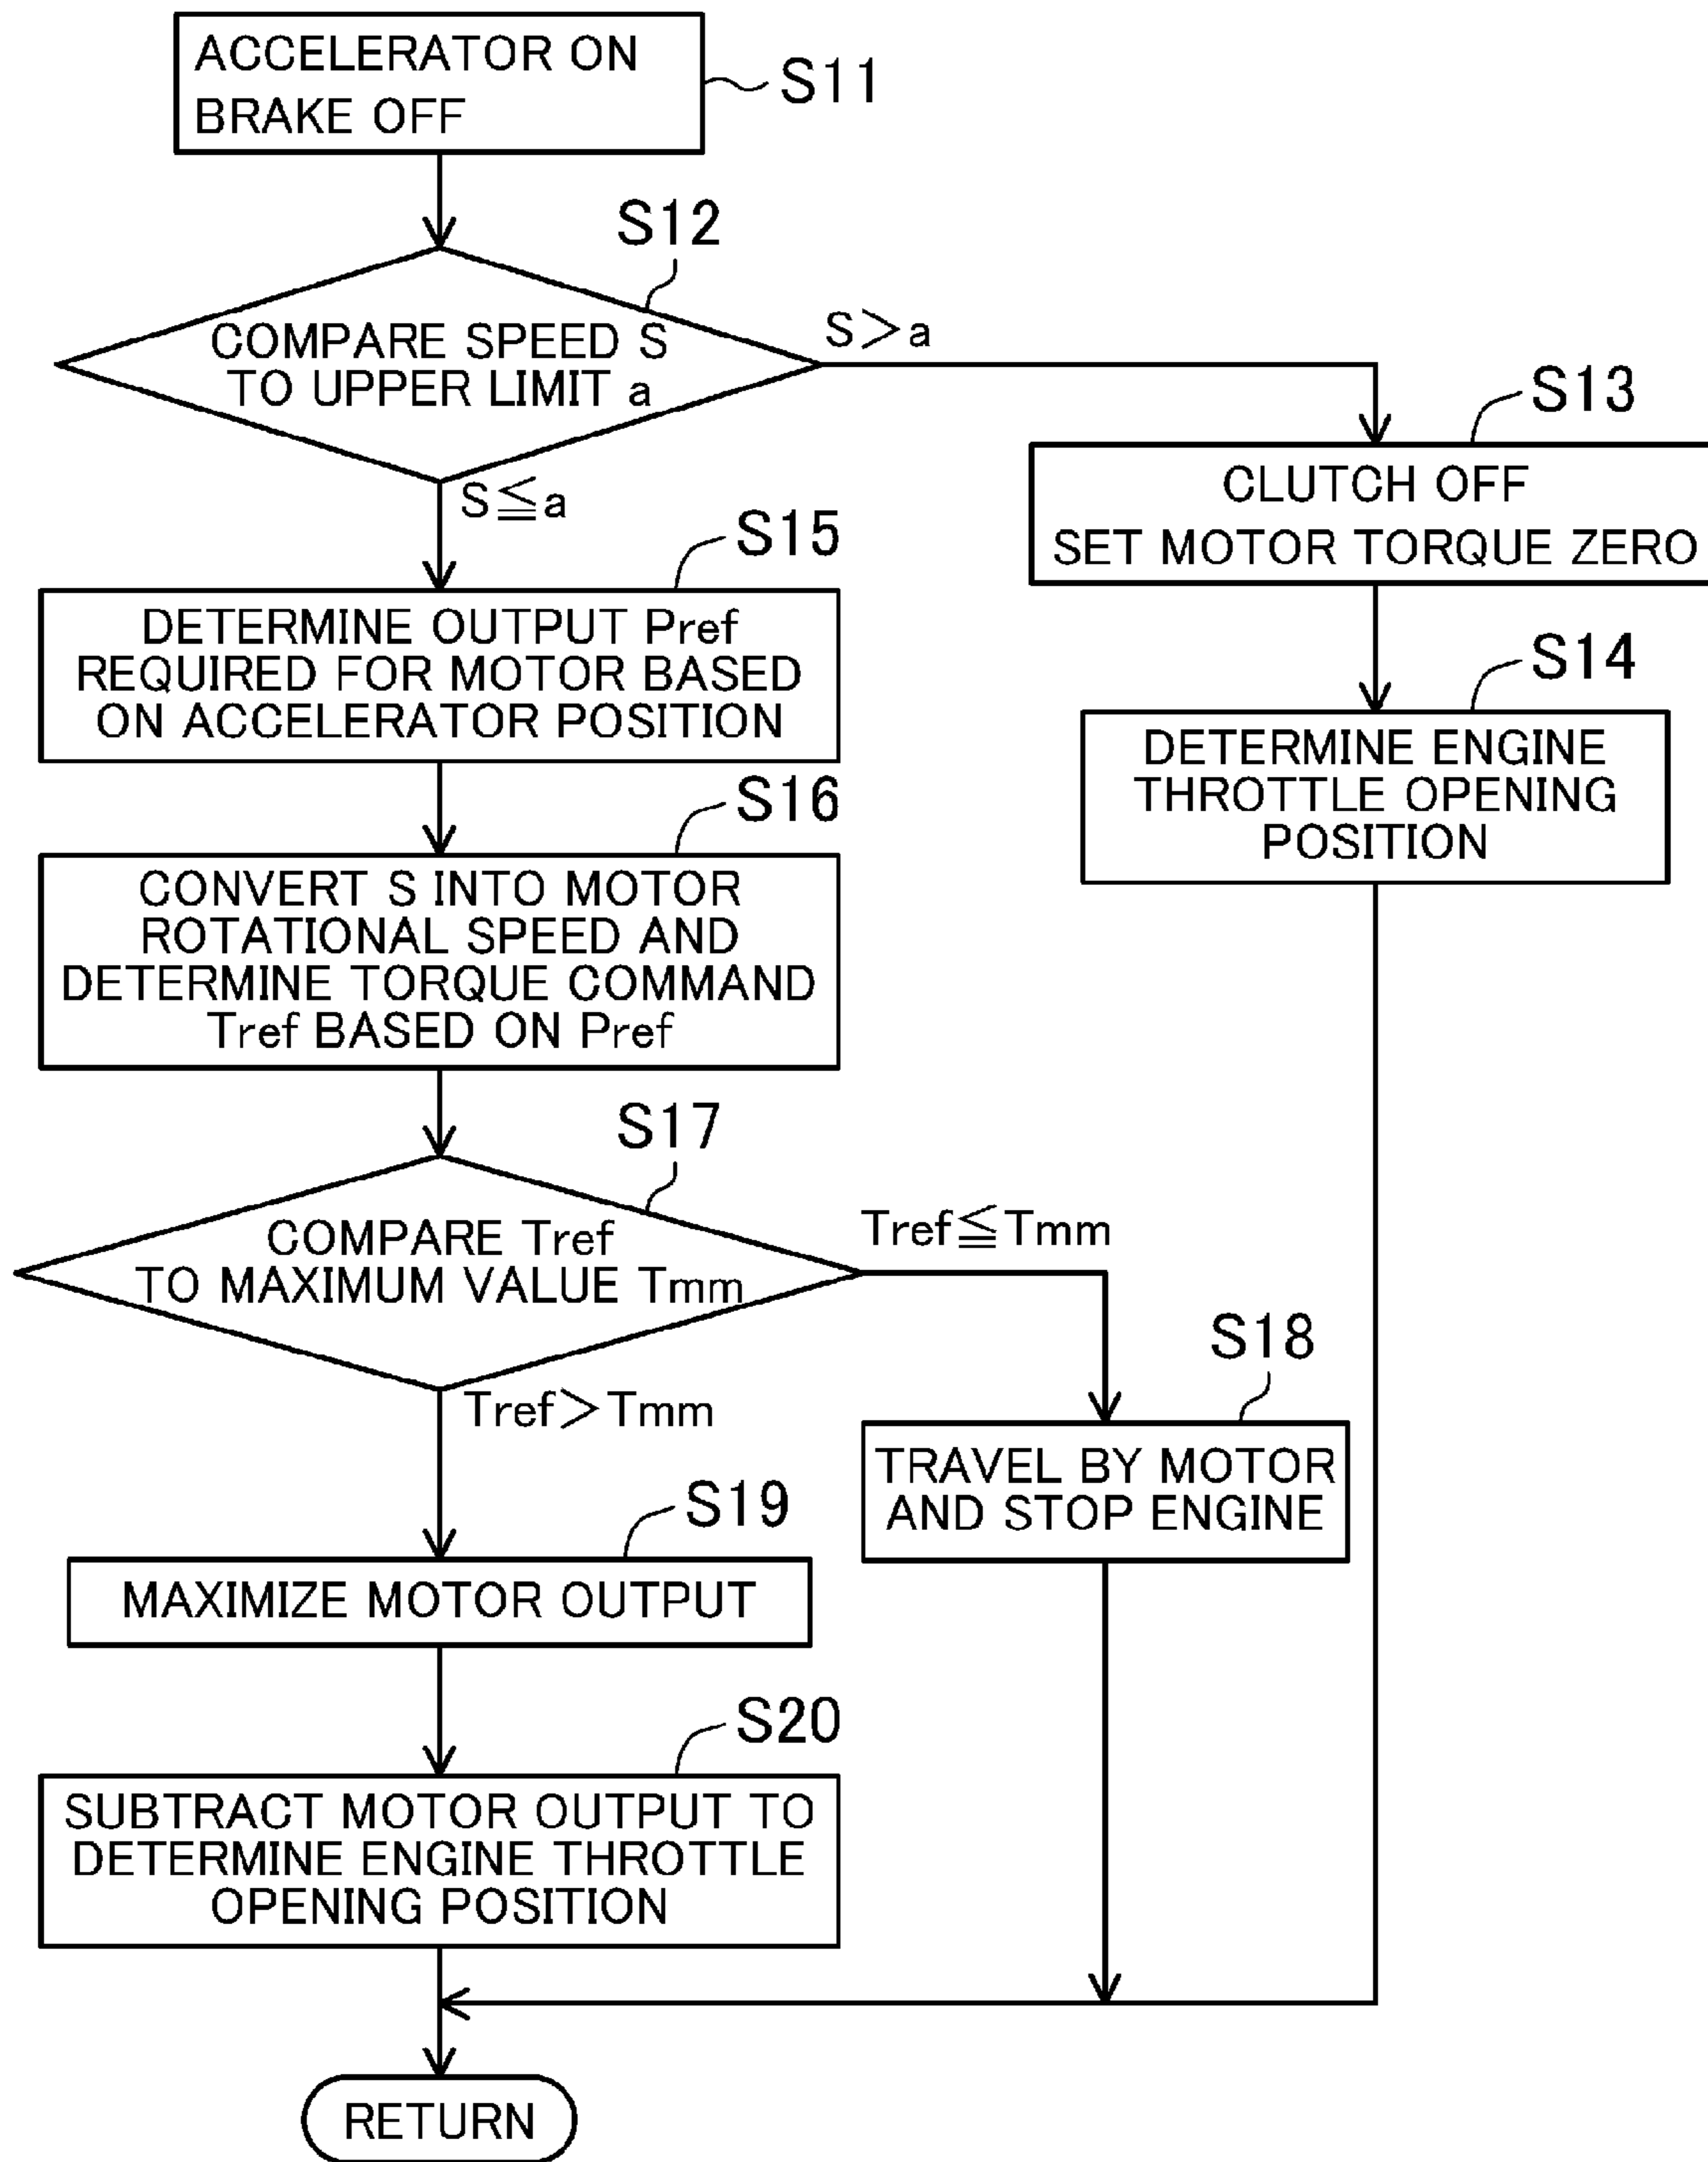 ACCELERATOR ON
BRAKE OFF
S11
S12
COMPARE SPEED S
TO UPPER LIMIT a
S>a
S≦a
S13
CLUTCH OFF
SET MOTOR TORQUE ZERO
S14
DETERMINE ENGINE
THROTTLE OPENING
POSITION
S15
DETERMINE OUTPUT Pref
REQUIRED FOR MOTOR BASED
ON ACCELERATOR POSITION
S16
CONVERT S INTO MOTOR
ROTATIONAL SPEED AND
DETERMINE TORQUE COMMAND
Tref BASED ON Pref
S17
COMPARE Tref
TO MAXIMUM VALUE Tmm
Tref≦Tmm
Tref>Tmm
S18
TRAVEL BY MOTOR
AND STOP ENGINE
S19
MAXIMIZE MOTOR OUTPUT
S20
SUBTRACT MOTOR OUTPUT TO
DETERMINE ENGINE THROTTLE
OPENING POSITION
RETURN